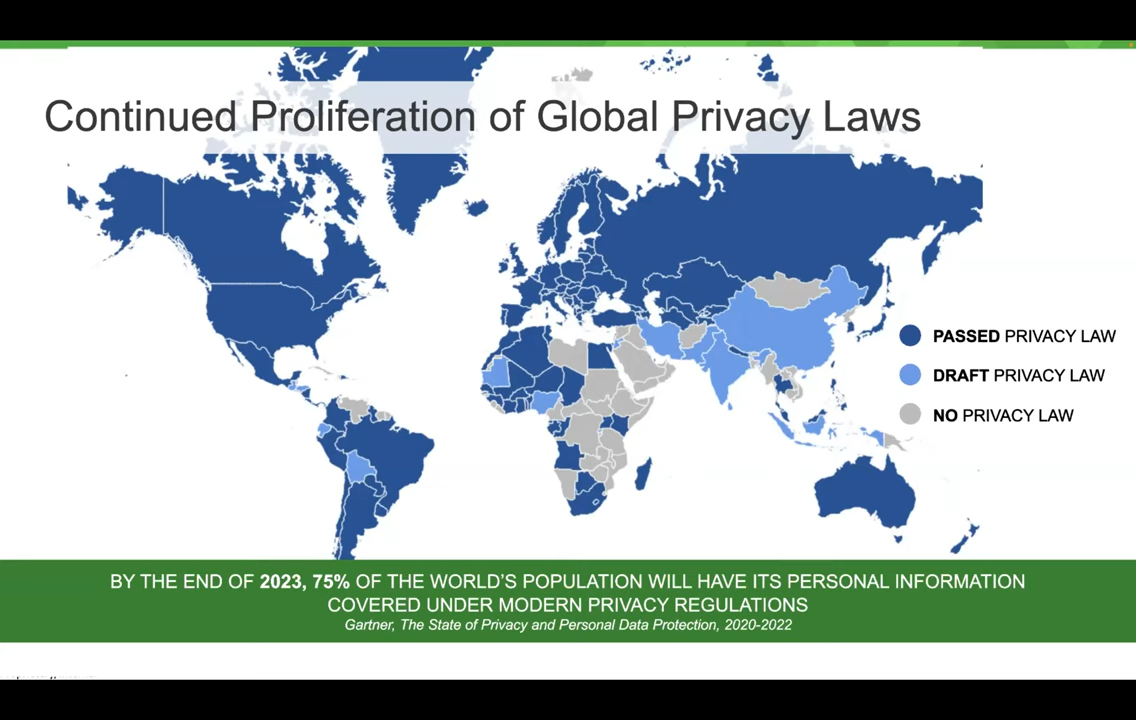 Continued Proliferation of Global Privacy Laws
PASSED PRIVACY LAW
DRAFT PRIVACY LAW
NO PRIVACY LAW
BY THE END OF 2023, 75% OF THE WORLD'S POPULATION WILL HAVE ITS PERSONAL INFORMATION
COVERED UNDER MODERN PRIVACY REGULATIONS
Gartner, The State of Privacy and Personal Data Protection, 2020-2022